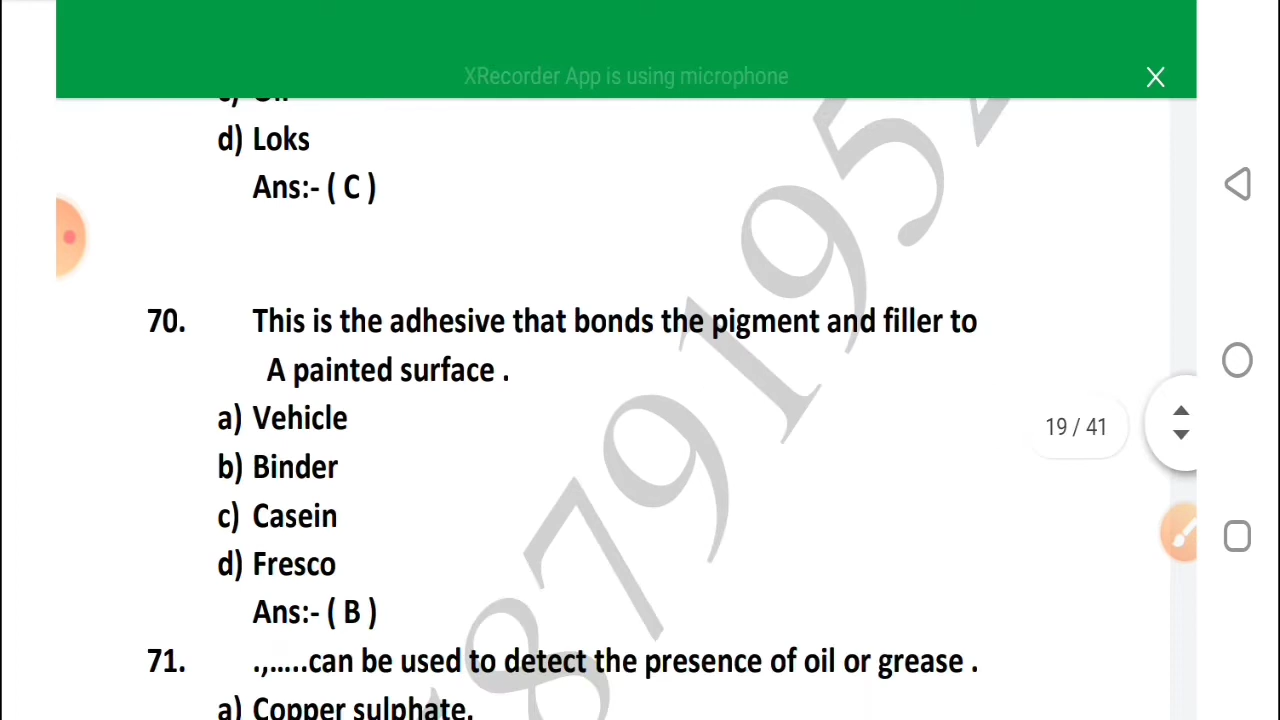 XRecorder App is using microphone
d) Loks
Ans:- ( C )
70. This is the adhesive that bonds the pigment and filler to
A painted surface .
a) Vehicle
b) Binder
19 / 41
c) Casein
d) Fresco
Ans:- ( B )
71. .,.....can be used to detect the presence of oil or grease .
a) Copper sulphate.